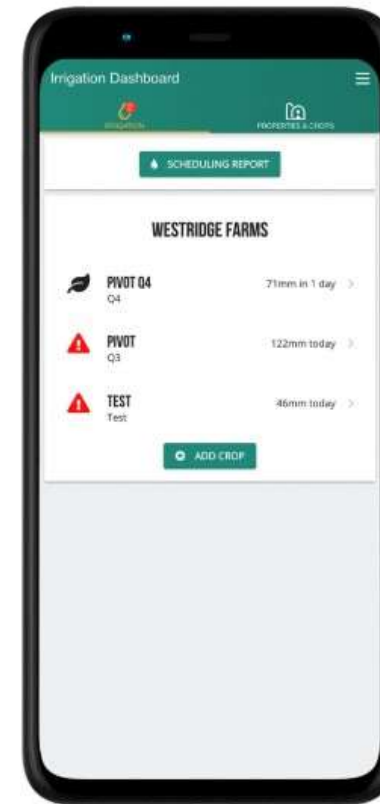 Irrigation Dashboard
IRRIGATION
PROPERTIES & CROPS
SCHEDULING REPORT
WESTRIDGE FARMS
PIVOT Q4
71mm in 1 day
Q4
PIVOT
122mm today
Q3
TEST
46mm today
Test
ADD CROP